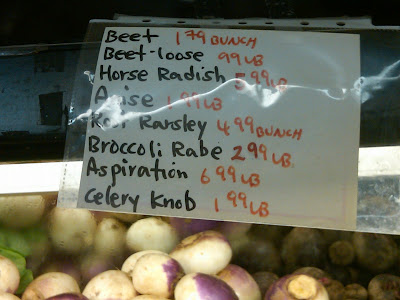 Beet 1 79 BUNCH
Beet-loose 99 LB
Horse Radish 5 99 LB
Anise 1 99 LB
Root Parsley 4 99 BUNCH
Broccoli Rabe 2 99 LB
Aspiration 6 99 LB
Celery Knob 1 99 LB